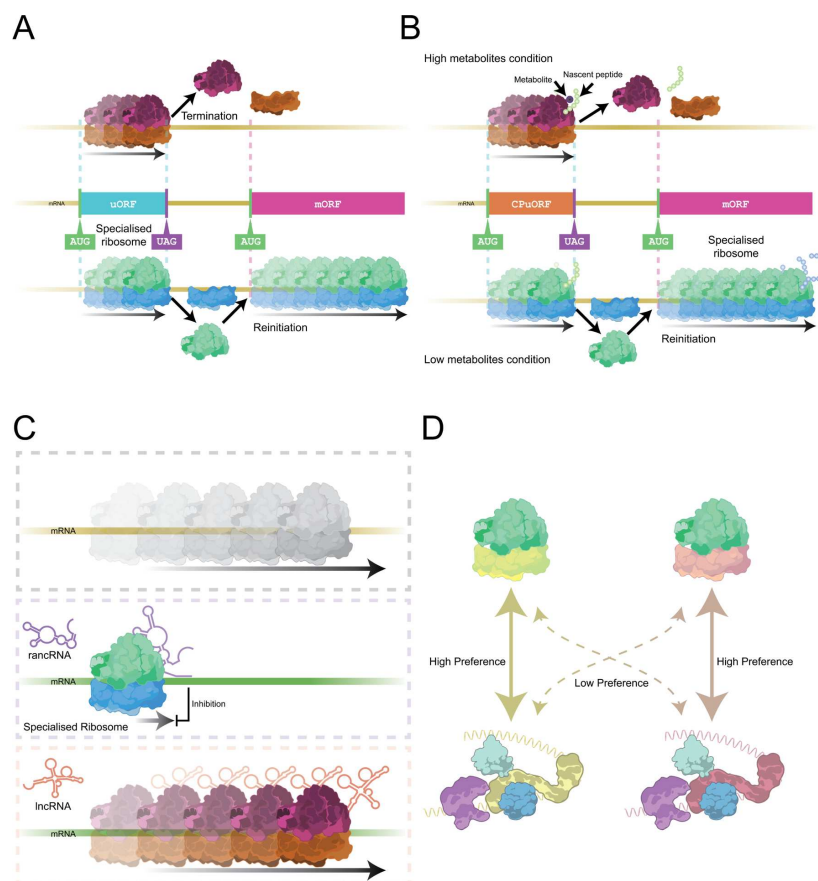 A
Termination
mRNA
uORF
mORF
AUG
UAG
AUG
Specialised
ribosome
Reinitiation
B
High metabolites condition
Metabolite
Nascent peptide
mRNA
CPuORF
mORF
AUG
UAG
AUG
Specialised
ribosome
Reinitiation
Low metabolites condition
C
mRNA
rancRNA
mRNA
Inhibition
Specialised Ribosome
lncRNA
mRNA
D
High Preference
High Preference
Low Preference